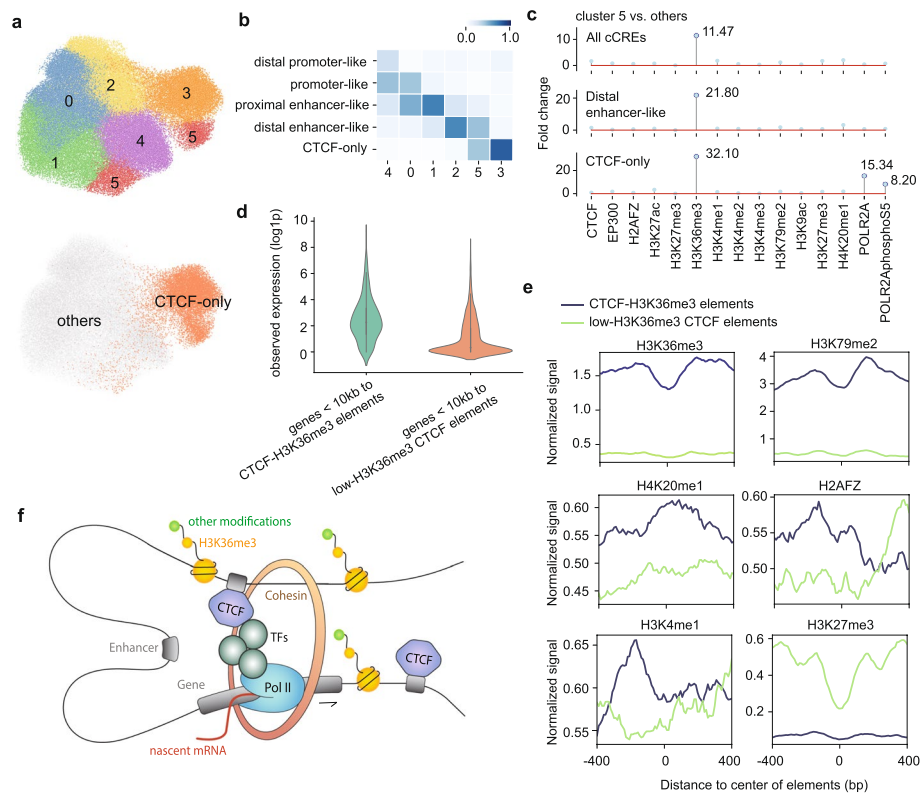 a
2
0
3
4
5
1
5
others
CTCF-only
b
0.0 1.0
distal promoter-like
promoter-like
proximal enhancer-like
distal enhancer-like
CTCF-only
4 0 1 2 5 3
c
cluster 5 vs. others
Fold change
10
0
All cCREs
11.47
20
0
Distal
enhancer-like
21.80
20
0
CTCF-only
32.10
15.34
8.20
CTCF
EP300
H2AFZ
H3K27ac
H3K27me3
H3K36me3
H3K4me1
H3K4me2
H3K4me3
H3K79me2
H3K9ac
H3K27me3
H4K20me1
POLR2A
POLR2AphosphoS5
d
observed expression (log1p)
10
8
6
4
2
0
genes < 10kb to
CTCF-H3K36me3 elements
genes < 10kb to
low-H3K36me3 CTCF elements
e
CTCF-H3K36me3 elements
low-H3K36me3 CTCF elements
H3K36me3
Normalized signal
1.5
1.0
0.5
H3K79me2
4
3
2
1
H4K20me1
Normalized signal
0.60
0.55
0.50
0.45
H2AFZ
0.60
0.55
0.50
H3K4me1
Normalized signal
0.65
0.60
0.55
-400 0 400
H3K27me3
0.6
0.4
0.2
-400 0 400
Distance to center of elements (bp)
f
other modifications
H3K36me3
CTCF
Cohesin
TFs
Enhancer
Gene
Pol II
CTCF
nascent mRNA